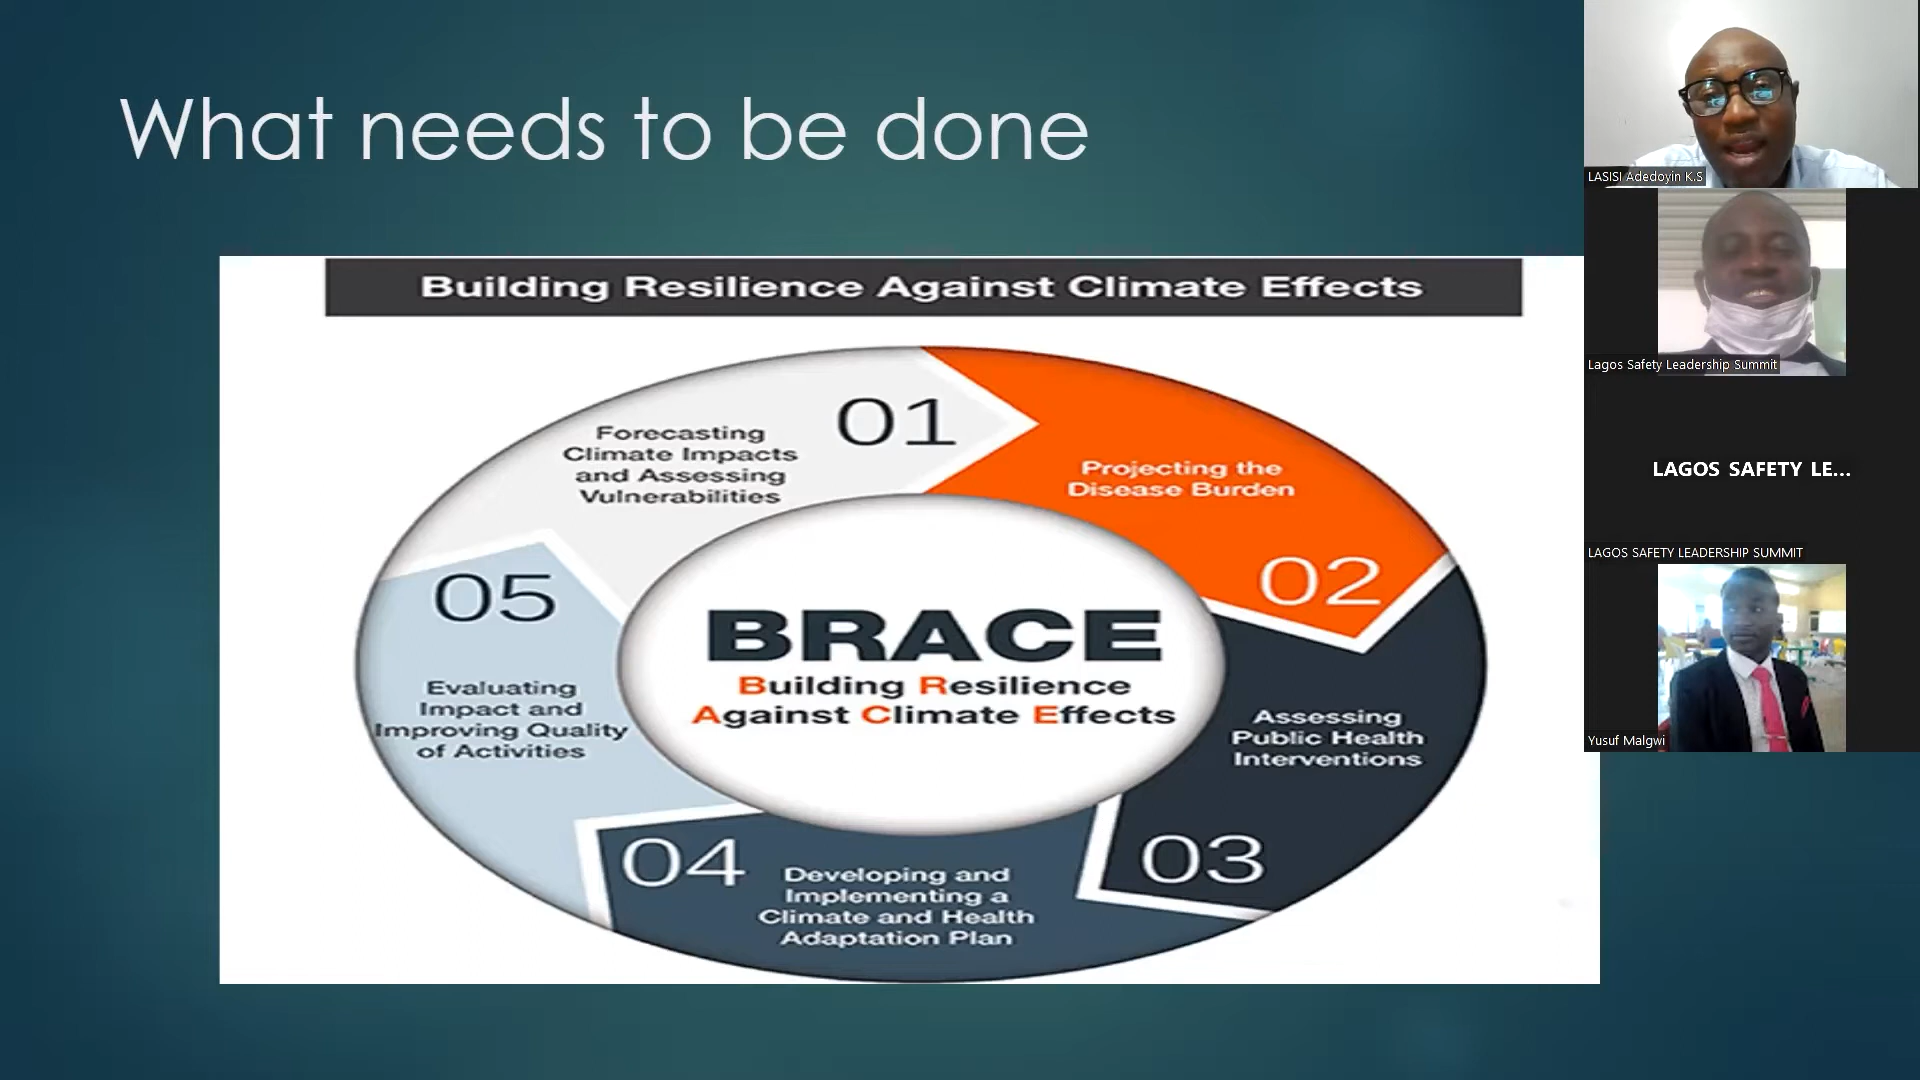 What needs to be done
Building Resilience Against Climate Effects
01
Forecasting
Climate Impacts
and Assessing
Vulnerabilities
Projecting the
Disease Burden
02
Assessing
Public Health
Interventions
03
04
Developing and
Implementing a
Climate and Health
Adaptation Plan
05
Evaluating
Impact and
Improving Quality
of Activities
BRACE
Building Resilience
Against Climate Effects
LASISI Adedoyin K.S
Lagos Safety Leadership Summit
LAGOS SAFETY LE...
LAGOS SAFETY LEADERSHIP SUMMIT
Yusuf Malgwi